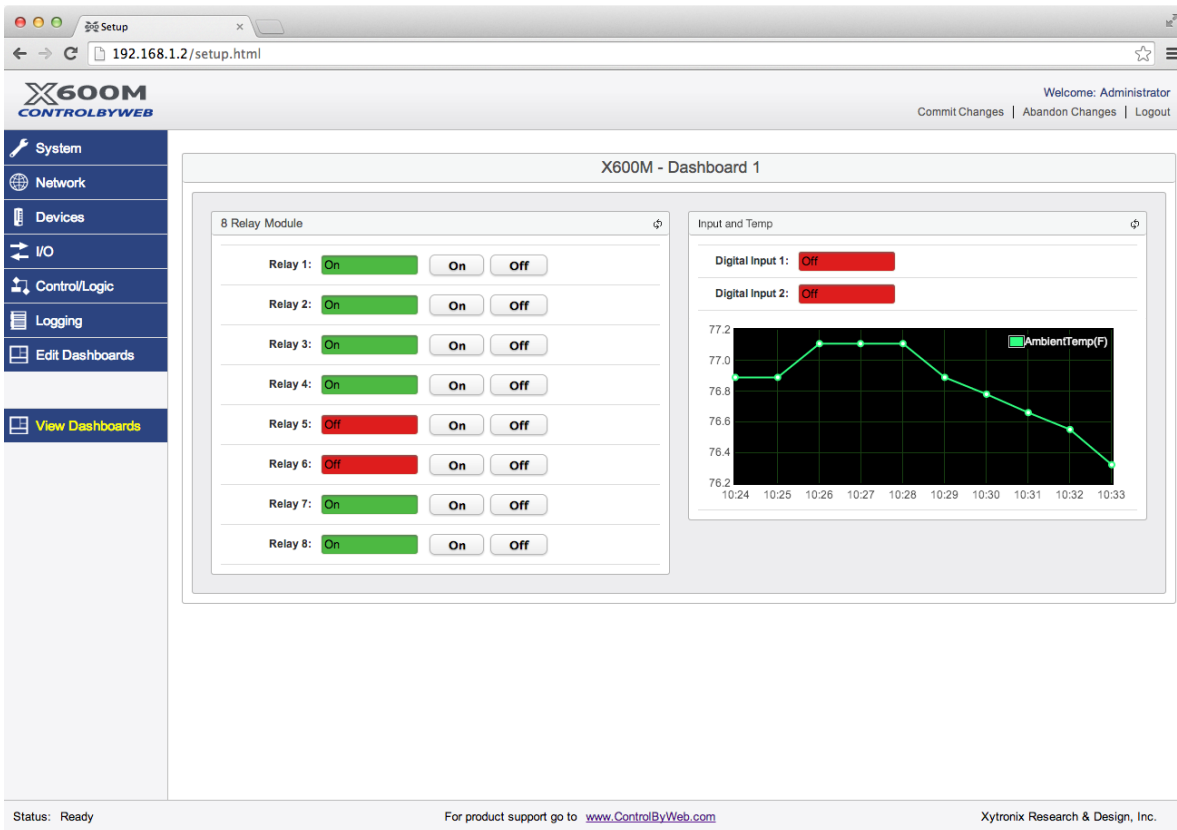 Setup
192.168.1.2/setup.html
X600M
CONTROLBYWEB
Welcome: Administrator
Commit Changes | Abandon Changes | Logout
System
Network
Devices
I/O
Control/Logic
Logging
Edit Dashboards
View Dashboards
X600M - Dashboard 1
8 Relay Module
Relay 1: On On Off
Relay 2: On On Off
Relay 3: On On Off
Relay 4: On On Off
Relay 5: Off On Off
Relay 6: Off On Off
Relay 7: On On Off
Relay 8: On On Off
Input and Temp
Digital Input 1: Off
Digital Input 2: Off
AmbientTemp(F)
77.2
77.0
76.8
76.6
76.4
76.2
10:24 10:25 10:26 10:27 10:28 10:29 10:30 10:31 10:32 10:33
Status: Ready
For product support go to www.ControlByWeb.com
Xytronix Research & Design, Inc.